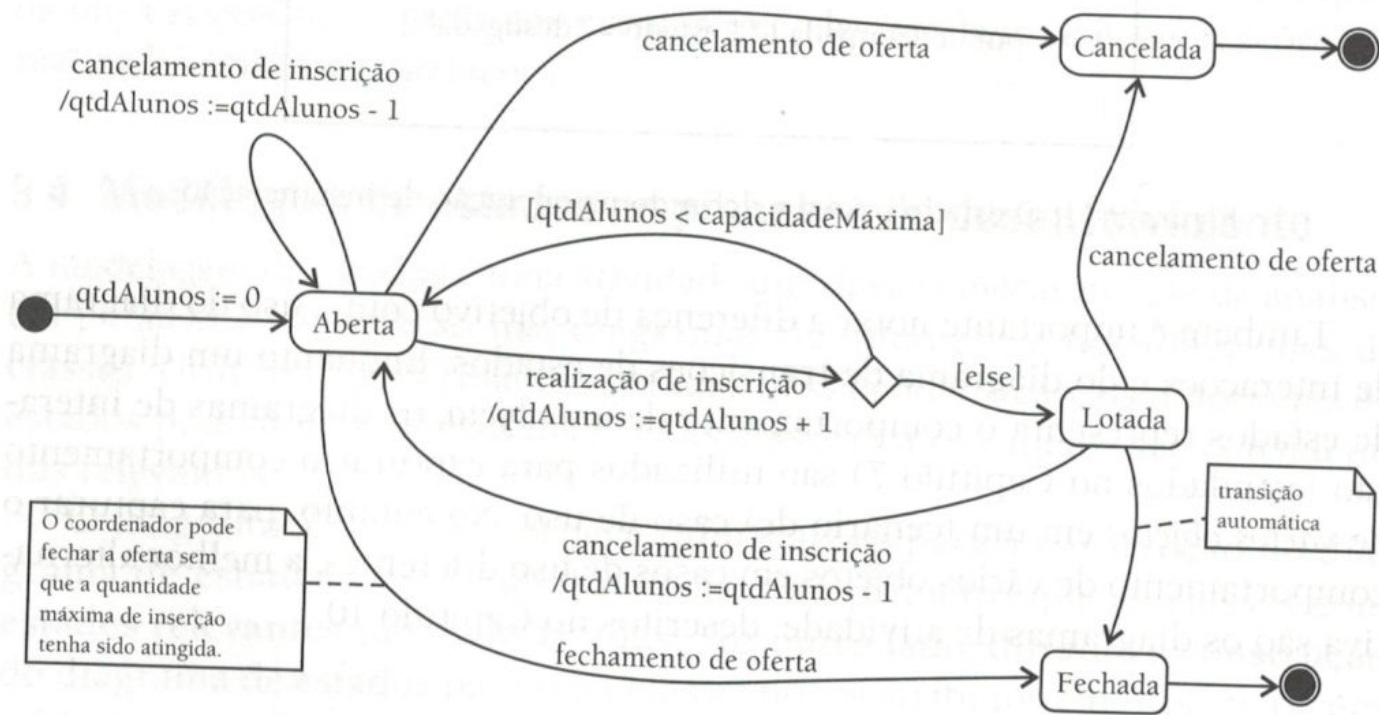 cancelamento de oferta
Cancelada
cancelamento de inscrição
/qtdAlunos :=qtdAlunos - 1
[qtdAlunos < capacidadeMáxima]
cancelamento de oferta
qtdAlunos := 0
Aberta
realização de inscrição
/qtdAlunos :=qtdAlunos + 1
[else]
Lotada
transição
automática
O coordenador pode
fechar a oferta sem
que a quantidade
máxima de inserção
tenha sido atingida.
cancelamento de inscrição
/qtdAlunos :=qtdAlunos - 1
fechamento de oferta
Fechada